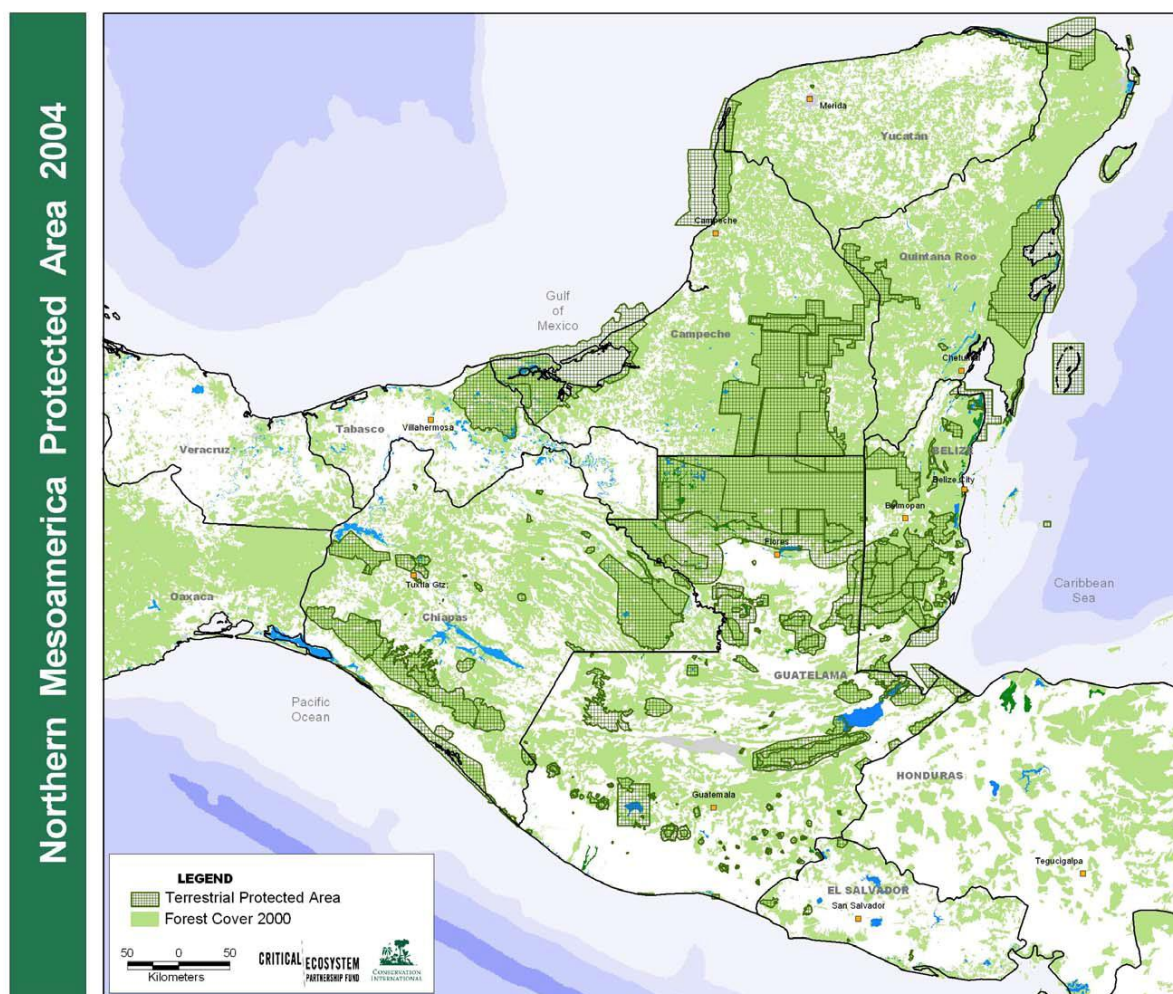 Northern Mesoamerica Protected Area 2004
Merida
Yucatán
Campeche
Quintana Roo
Gulf
of
Mexico
Campeche
Chetumal
Tabasco
Villahermosa
Veracruz
BELIZE
Belize City
Belmopan
Flores
Caribbean
Sea
Tuxtla Gtz.
Oaxaca
Chiapas
GUATELAMA
Pacific
Ocean
HONDURAS
Guatemala
Tegucigalpa
EL SALVADOR
San Salvador
LEGEND
Terrestrial Protected Area
Forest Cover 2000
50 0 50
Kilometers
CRITICAL ECOSYSTEM
PARTNERSHIP FUND
CONSERVATION
INTERNATIONAL